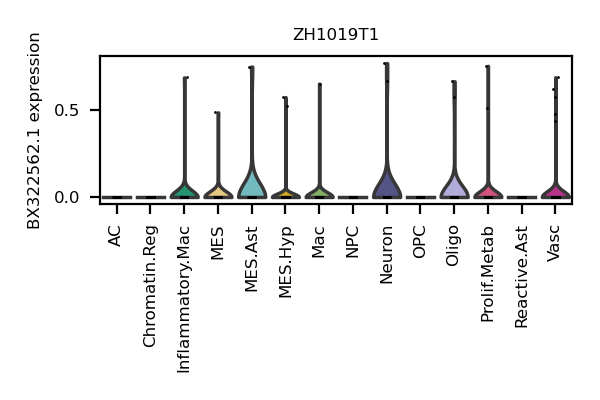 ZH1019T1
BX322562.1 expression
0.5
0.0
AC
Chromatin.Reg
Inflammatory.Mac
MES
MES.Ast
MES.Hyp
Mac
NPC
Neuron
OPC
Oligo
Prolif.Metab
Reactive.Ast
Vasc